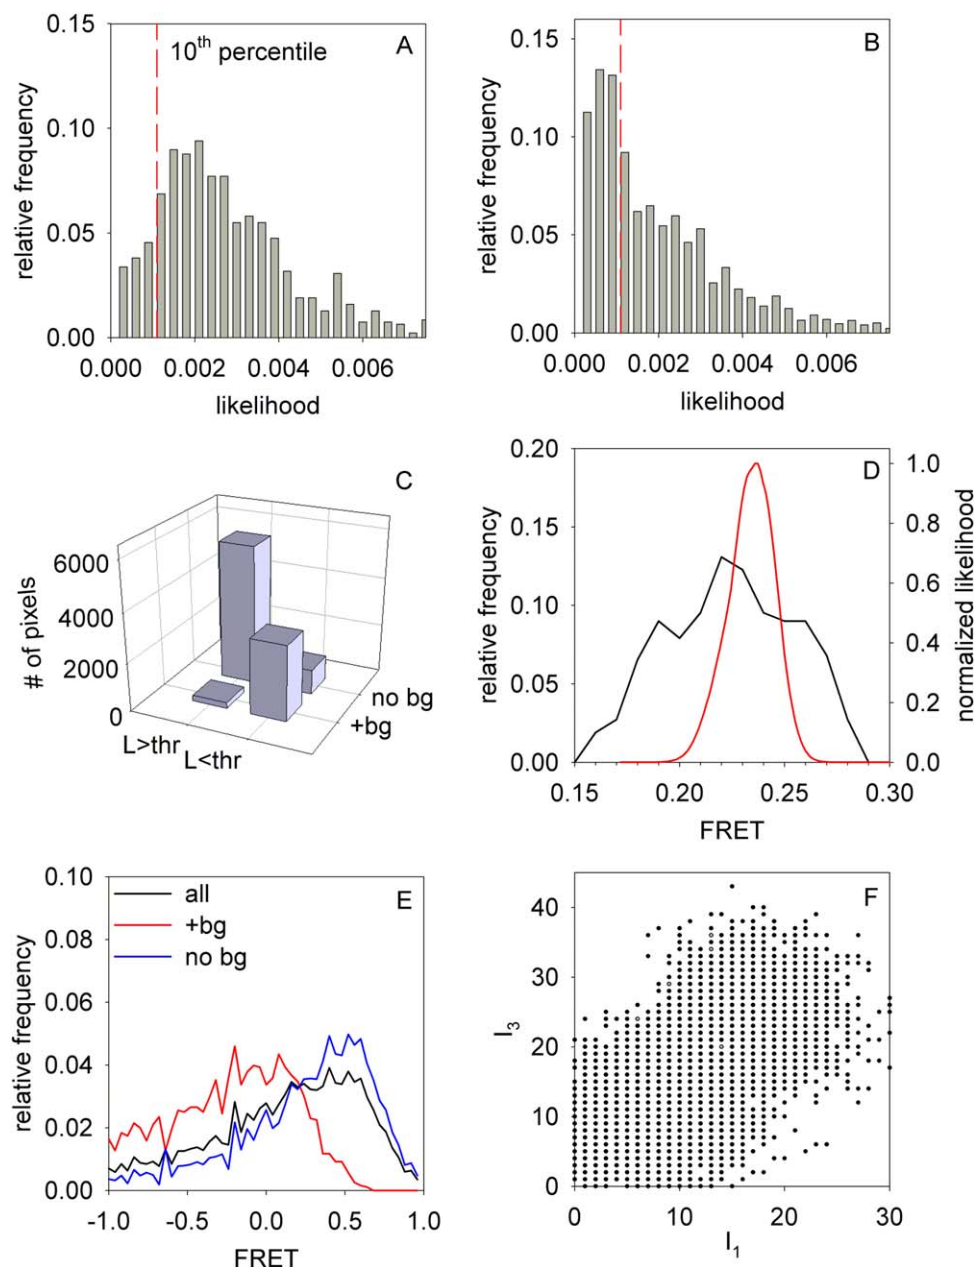 0.15
A
10th percentile
0.10
0.05
0.00
relative frequency
0.000 0.002 0.004 0.006
likelihood
B
0.15
0.10
0.05
0.00
relative frequency
0.000 0.002 0.004 0.006
likelihood
C
6000
4000
2000
0
# of pixels
L>thr
L<thr
no bg
+bg
0.20
D
0.15
0.10
0.05
0.00
relative frequency
1.0
0.8
0.6
0.4
0.2
0.0
normalized likelihood
0.15 0.20 0.25 0.30
FRET
0.10
E
all
+bg
no bg
0.08
0.06
0.04
0.02
0.00
relative frequency
-1.0 -0.5 0.0 0.5 1.0
FRET
F
40
30
20
10
0
I3
0 10 20 30
I1